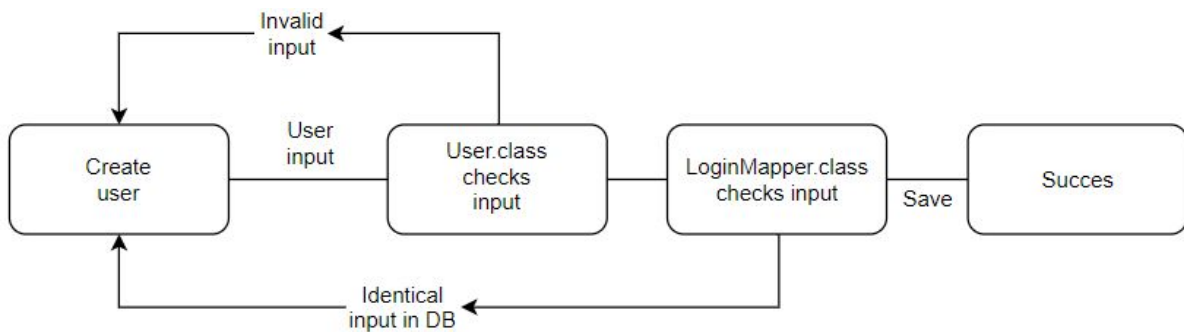 Invalid
input
Create
user
User
input
User.class
checks
input
LoginMapper.class
checks input
Save
Succes
Identical
input in DB